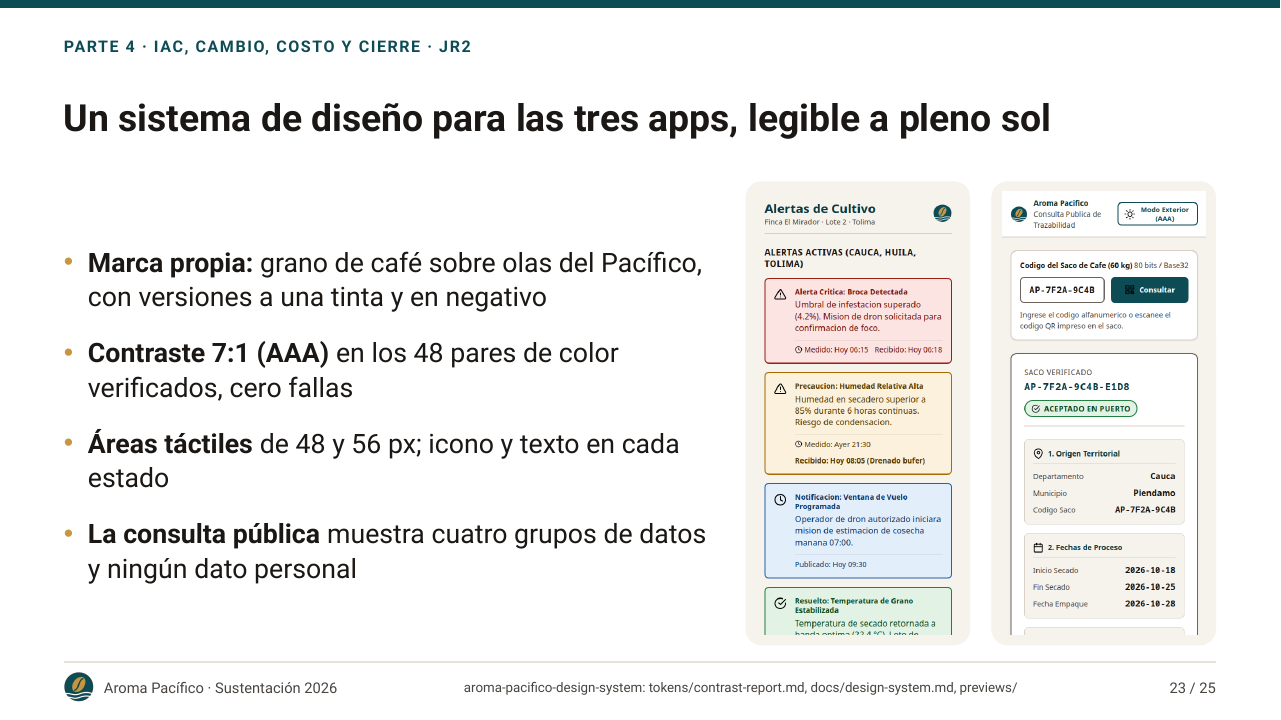 PARTE 4 · IAC, CAMBIO, COSTO Y CIERRE · JR2
Un sistema de diseño para las tres apps, legible a pleno sol
• Marca propia: grano de café sobre olas del Pacífico,
con versiones a una tinta y en negativo
• Contraste 7:1 (AAA) en los 48 pares de color
verificados, cero fallas
• Áreas táctiles de 48 y 56 px; icono y texto en cada
estado
• La consulta pública muestra cuatro grupos de datos
y ningún dato personal
Alertas de Cultivo
Finca El Mirador · Lote 2 · Tolima
ALERTAS ACTIVAS (CAUCA, HUILA,
TOLIMA)
Alerta Critica: Broca Detectada
Umbral de infestacion superado
(4.2%). Mision de dron solicitada para
confirmacion de foco.
Medido: Hoy 06:15 Recibido: Hoy 06:18
Precaucion: Humedad Relativa Alta
Humedad en secadero superior a
85% durante 6 horas continuas.
Riesgo de condensacion.
Medido: Ayer 21:30
Recibido: Hoy 08:05 (Drenado bufer)
Notificacion: Ventana de Vuelo
Programada
Operador de dron autorizado iniciara
mision de estimacion de cosecha
manana 07:00.
Publicado: Hoy 09:30
Resuelto: Temperatura de Grano
Estabilizada
Temperatura de secado retornada a
banda optima (22.4 °C). Lote de
Aroma Pacifico
Consulta Publica de
Trazabilidad
Modo Exterior
(AAA)
Codigo del Saco de Cafe (60 kg) 80 bits / Base32
AP-7F2A-9C4B
Consultar
Ingrese el codigo alfanumerico o escanee el
codigo QR impreso en el saco.
SACO VERIFICADO
AP-7F2A-9C4B-E1D8
ACEPTADO EN PUERTO
1. Origen Territorial
Departamento Cauca
Municipio Piendamo
Codigo Saco AP-7F2A-9C4B
2. Fechas de Proceso
Inicio Secado 2026-10-18
Fin Secado 2026-10-25
Fecha Empaque 2026-10-28
Aroma Pacífico · Sustentación 2026
aroma-pacifico-design-system: tokens/contrast-report.md, docs/design-system.md, previews/
23 / 25